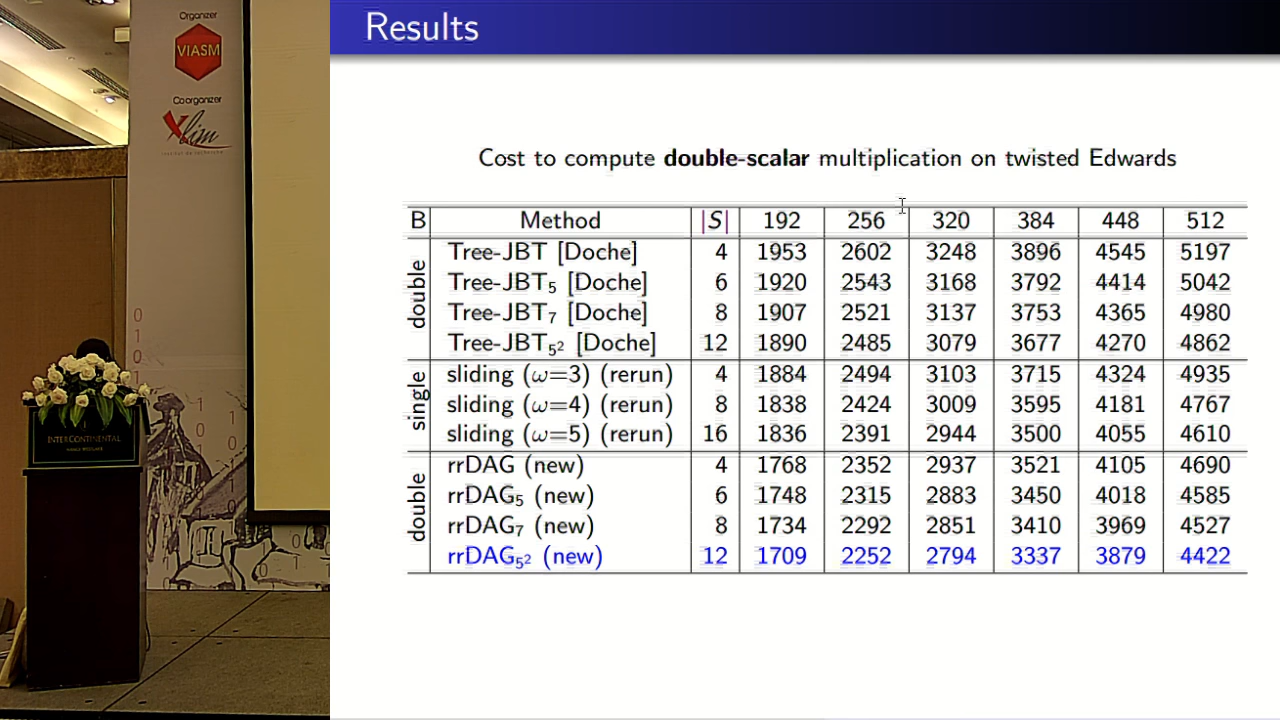 Organizer
VIASM
Coorganizer
Xlim
Results
Cost to compute double-scalar multiplication on twisted Edwards
B Method |S| 192 256 320 384 448 512
double
Tree-JBT [Doche] 4 1953 2602 3248 3896 4545 5197
Tree-JBT₅ [Doche] 6 1920 2543 3168 3792 4414 5042
Tree-JBT₇ [Doche] 8 1907 2521 3137 3753 4365 4980
Tree-JBT₅² [Doche] 12 1890 2485 3079 3677 4270 4862
single
sliding (ω=3) (rerun) 4 1884 2494 3103 3715 4324 4935
sliding (ω=4) (rerun) 8 1838 2424 3009 3595 4181 4767
sliding (ω=5) (rerun) 16 1836 2391 2944 3500 4055 4610
double
rrDAG (new) 4 1768 2352 2937 3521 4105 4690
rrDAG₅ (new) 6 1748 2315 2883 3450 4018 4585
rrDAG₇ (new) 8 1734 2292 2851 3410 3969 4527
rrDAG₅² (new) 12 1709 2252 2794 3337 3879 4422
INTERCONTINENTAL